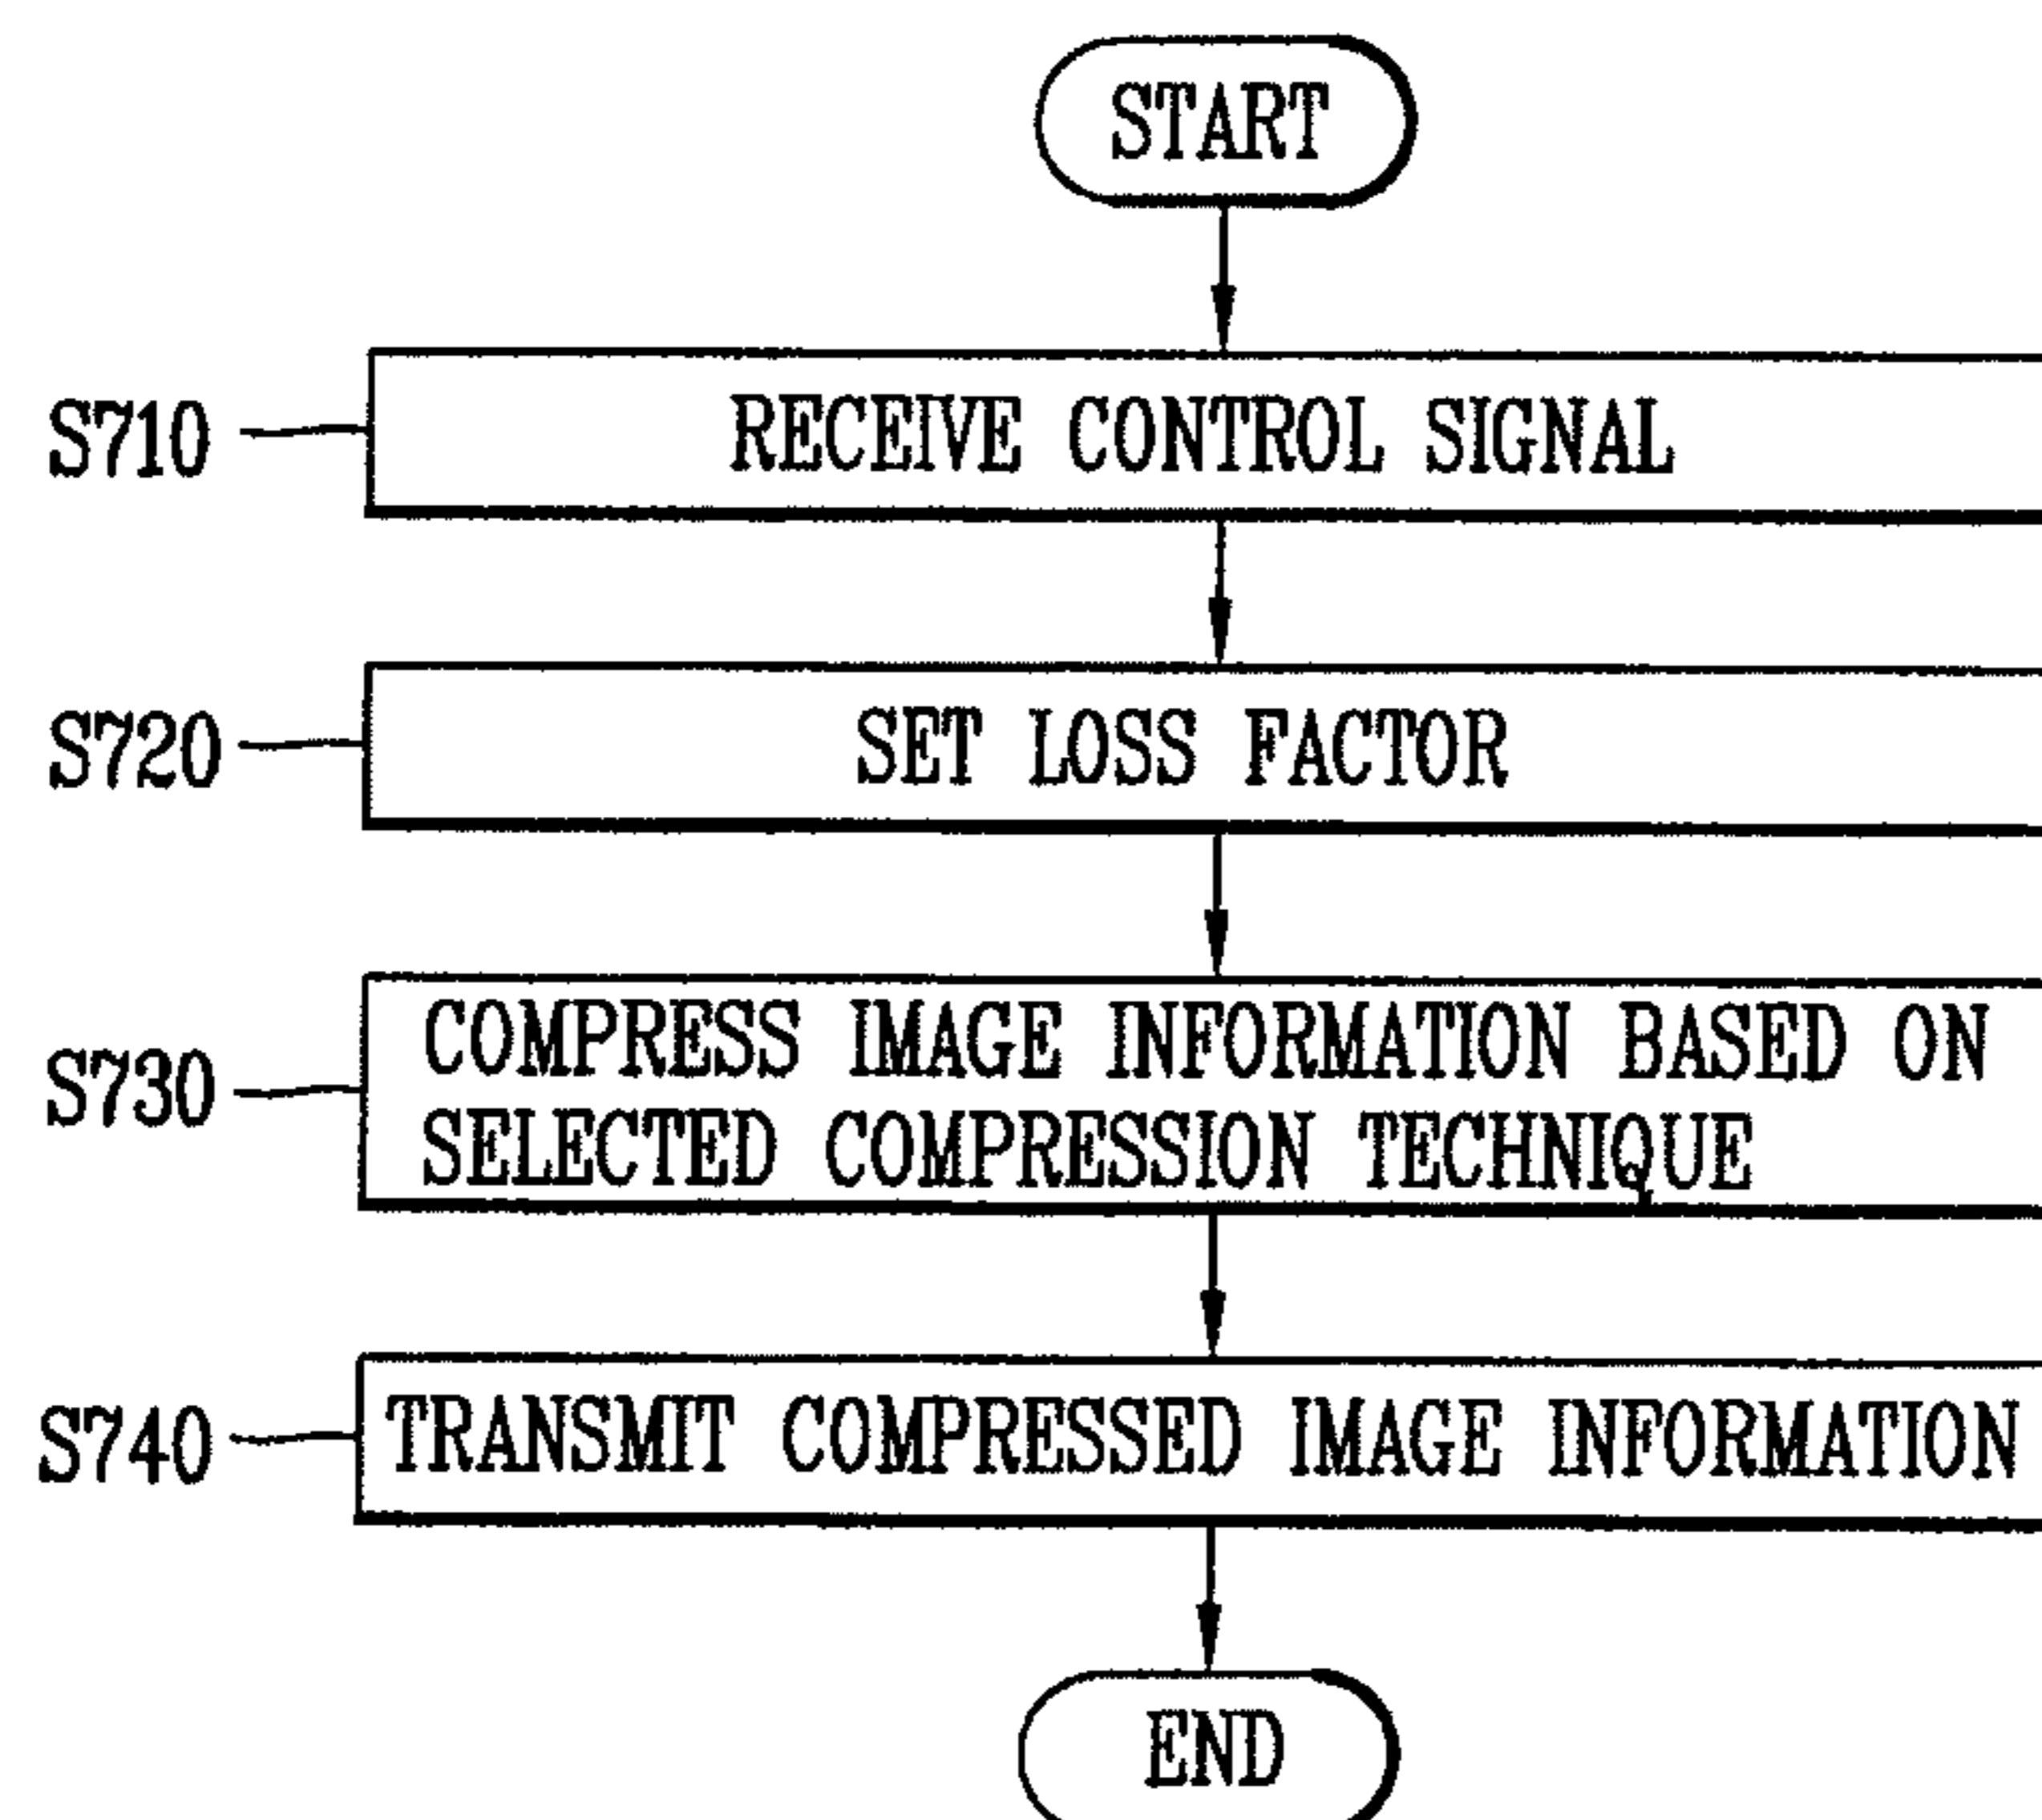 START
S710
RECEIVE CONTROL SIGNAL
S720
SET LOSS FACTOR
S730
COMPRESS IMAGE INFORMATION BASED ON
SELECTED COMPRESSION TECHNIQUE
S740
TRANSMIT COMPRESSED IMAGE INFORMATION
END